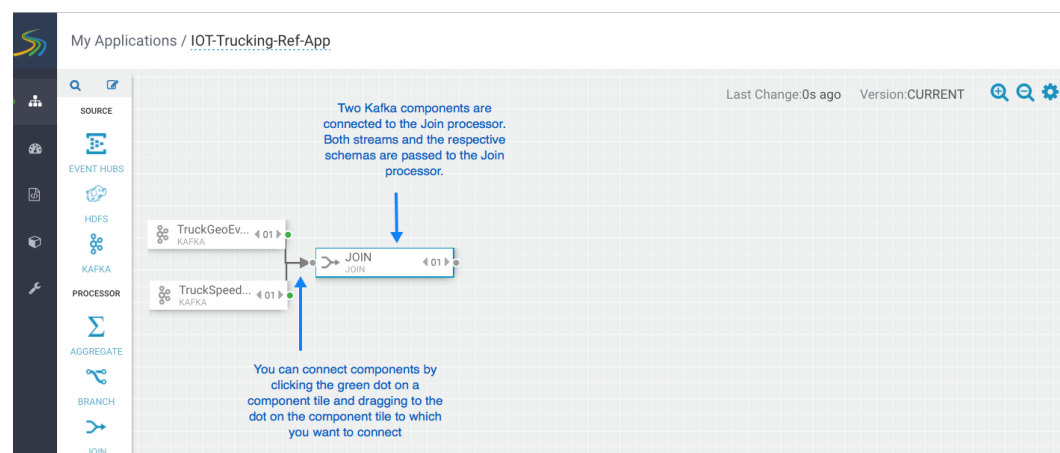 My Applications / IOT-Trucking-Ref-App
Last Change:0s ago
Version:CURRENT
SOURCE
EVENT HUBS
HDFS
KAFKA
PROCESSOR
AGGREGATE
BRANCH
JOIN
Two Kafka components are
connected to the Join processor.
Both streams and the respective
schemas are passed to the Join
processor.
TruckGeoEv...
01
KAFKA
JOIN
01
JOIN
TruckSpeed...
01
KAFKA
You can connect components by
clicking the green dot on a
component tile and dragging to the
dot on the component tile to which
you want to connect